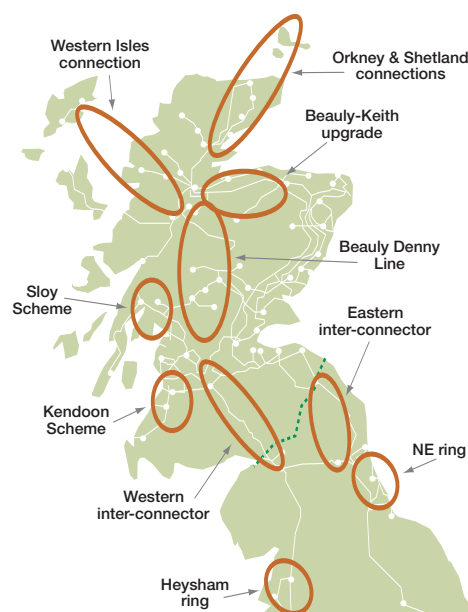 Western Isles
connection
Orkney & Shetland
connections
Beauly-Keith
upgrade
Beauly Denny
Line
Sloy
Scheme
Eastern
inter-connector
Kendoon
Scheme
NE ring
Western
inter-connector
Heysham
ring